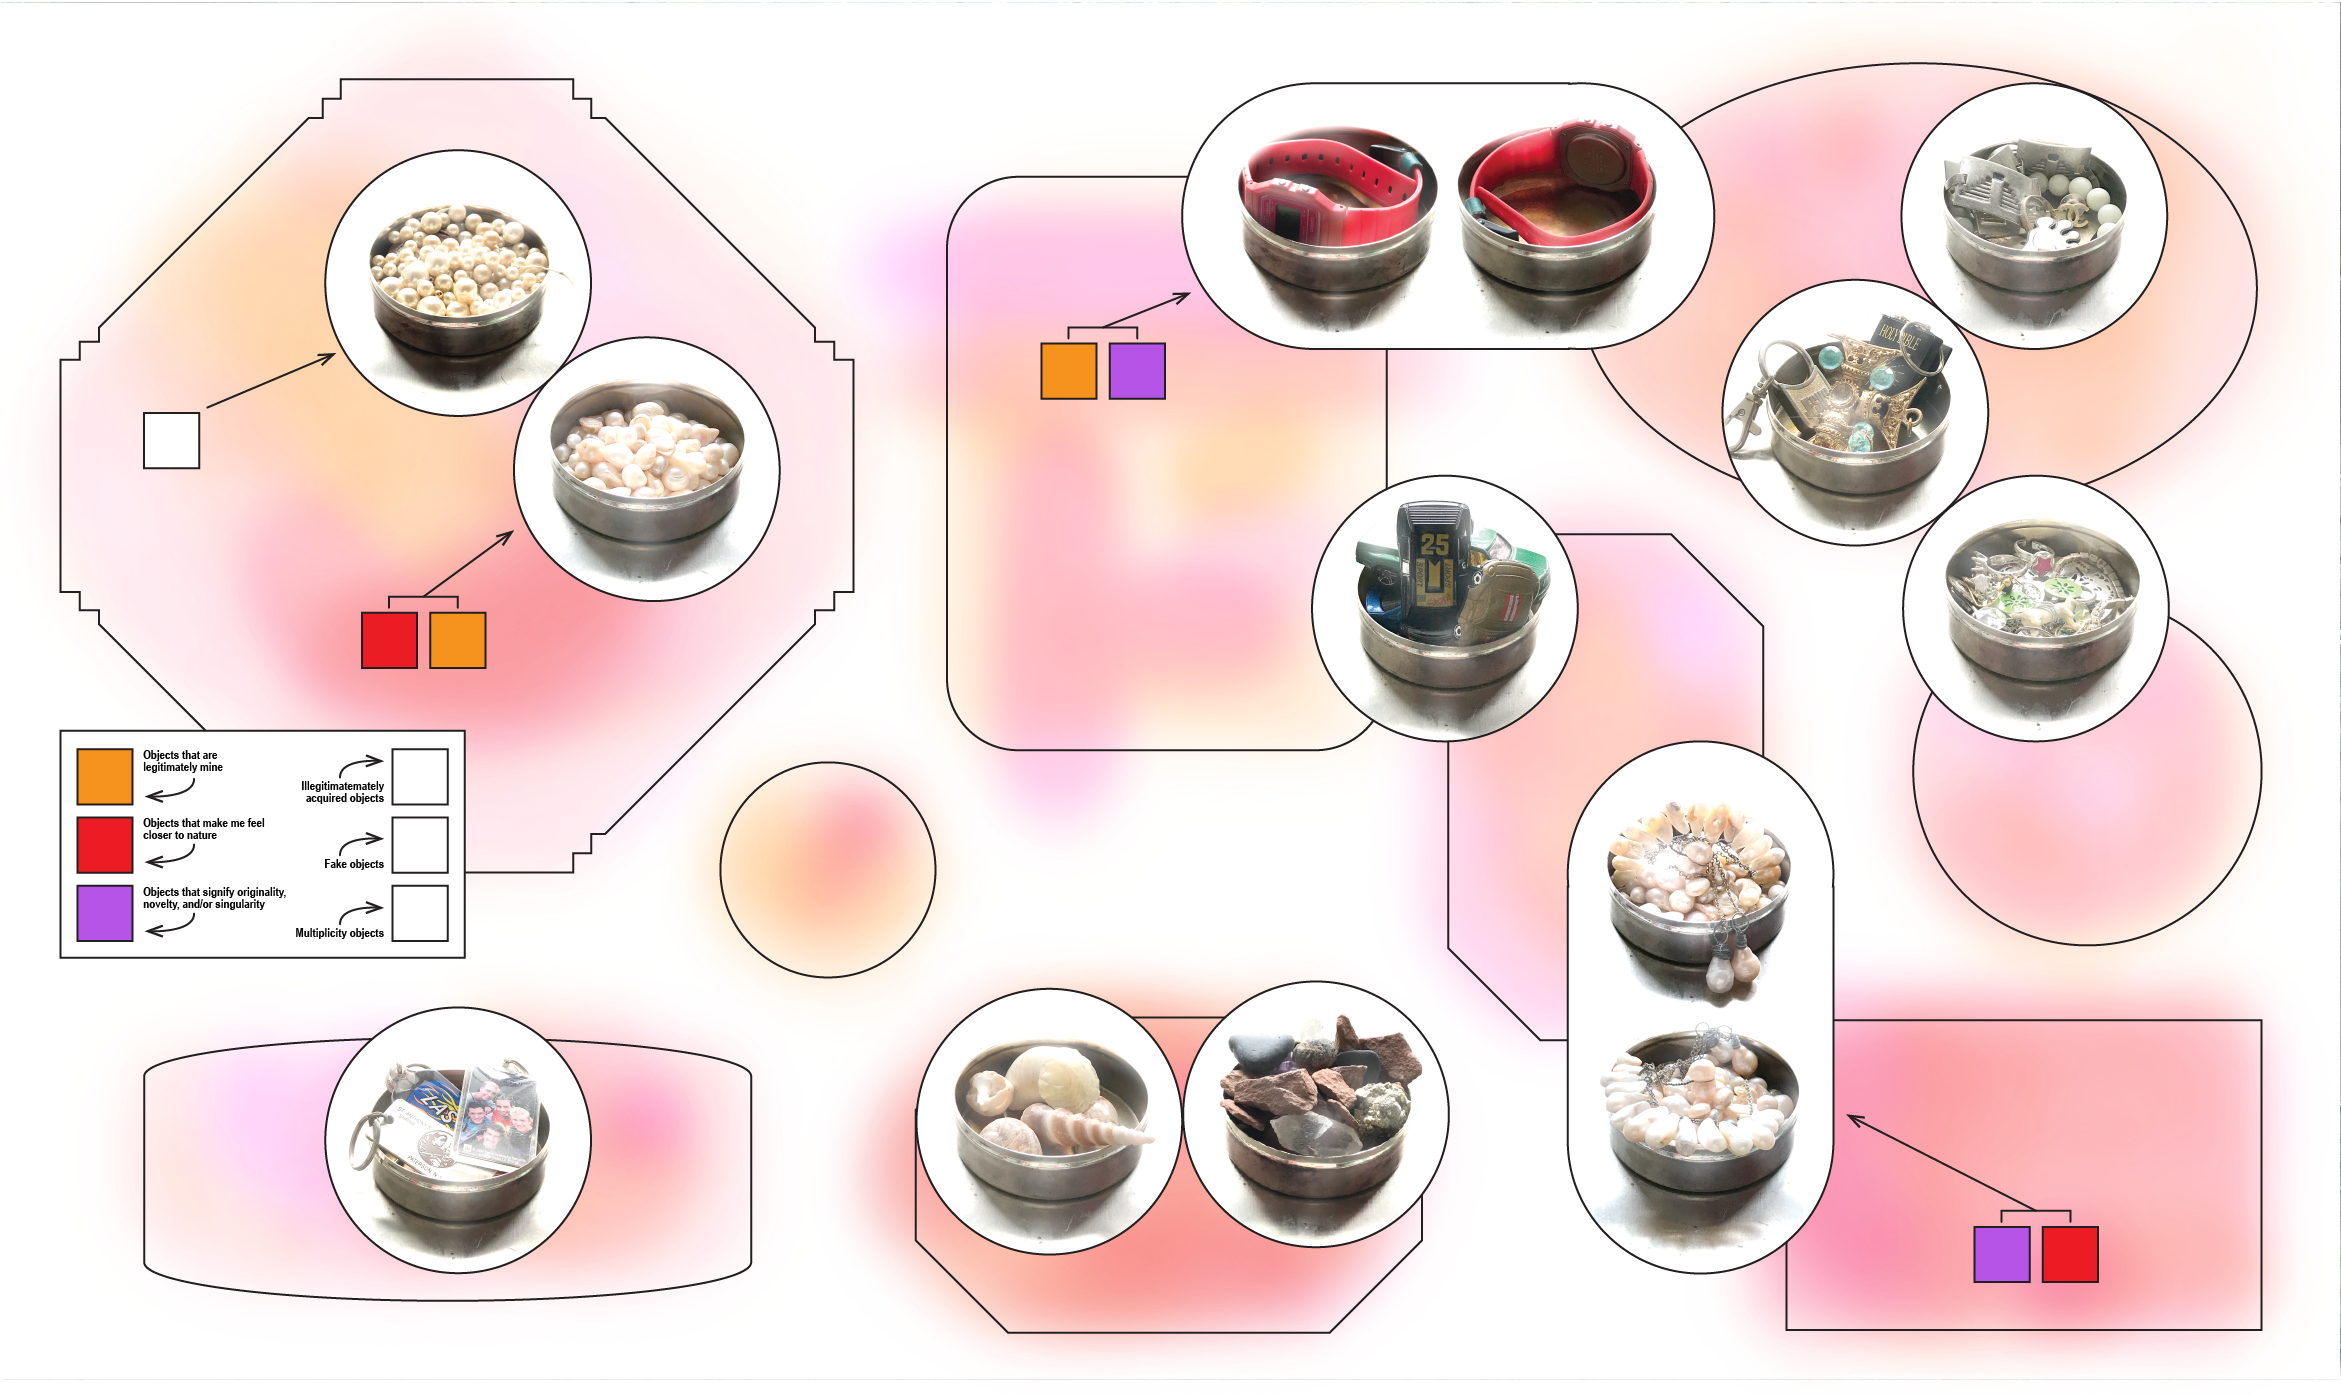 HOLY BIBLE
25
Objects that are
legitimately mine
Illegitimatemately
acquired objects
Objects that make me feel
closer to nature
Fake objects
Objects that signify originality,
novelty, and/or singularity
Multiplicity objects
PATERSON